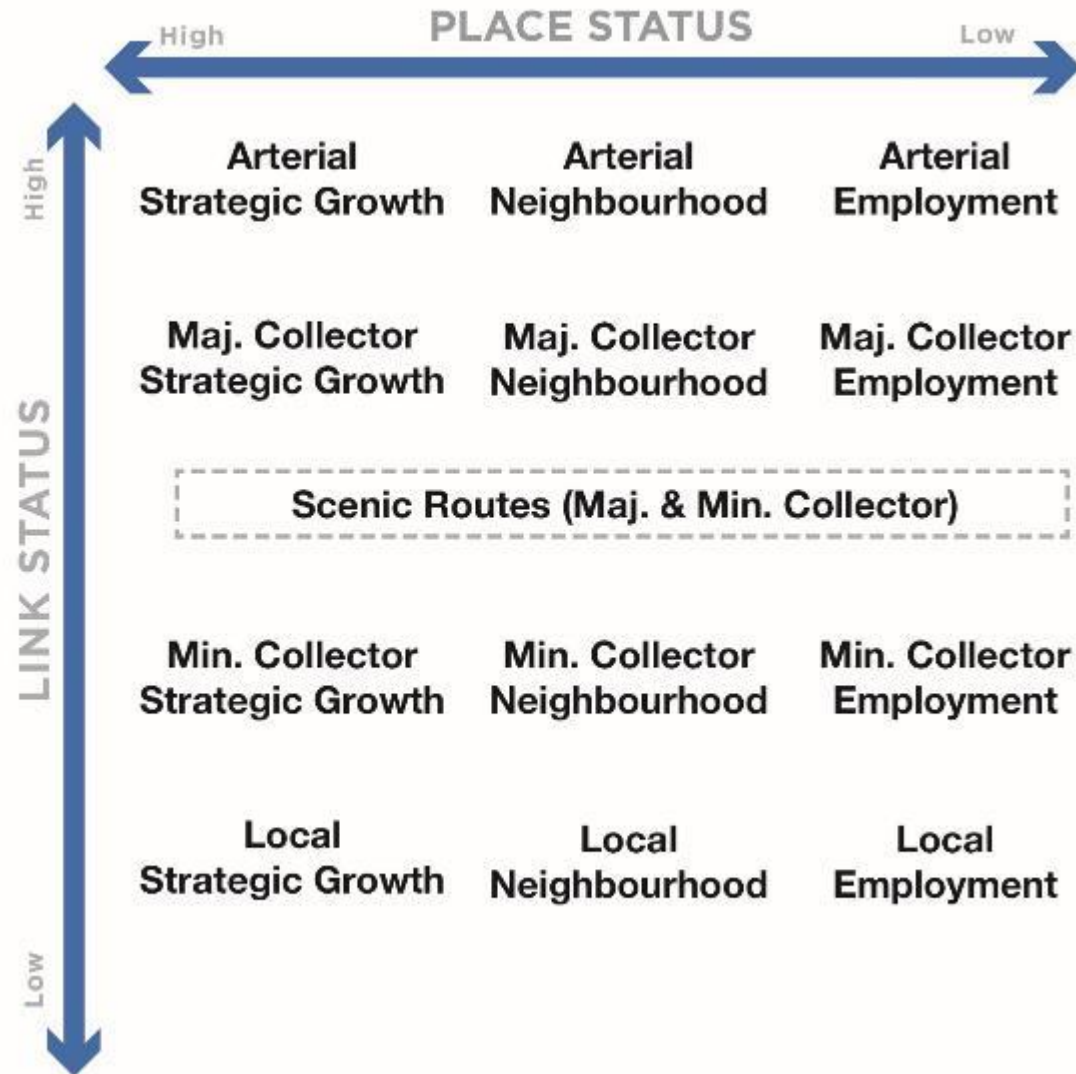 PLACE STATUS
High
Low
LINK STATUS
High
Low
Arterial
Strategic Growth
Arterial
Neighbourhood
Arterial
Employment
Maj. Collector
Strategic Growth
Maj. Collector
Neighbourhood
Maj. Collector
Employment
Scenic Routes (Maj. & Min. Collector)
Min. Collector
Strategic Growth
Min. Collector
Neighbourhood
Min. Collector
Employment
Local
Strategic Growth
Local
Neighbourhood
Local
Employment